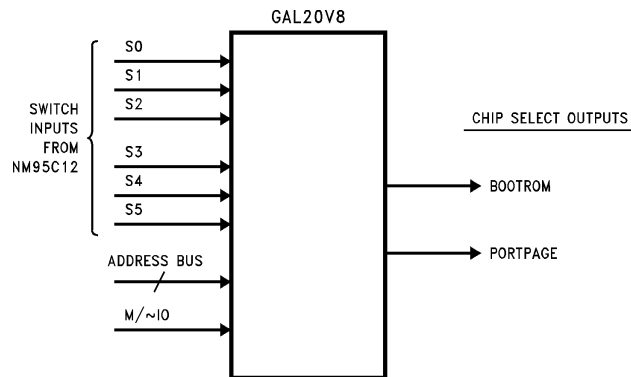 GAL20V8
S0
S1
S2
S3
S4
S5
SWITCH
INPUTS
FROM
NM95C12
ADDRESS BUS
M/~IO
CHIP SELECT OUTPUTS
BOOTROM
PORTPAGE